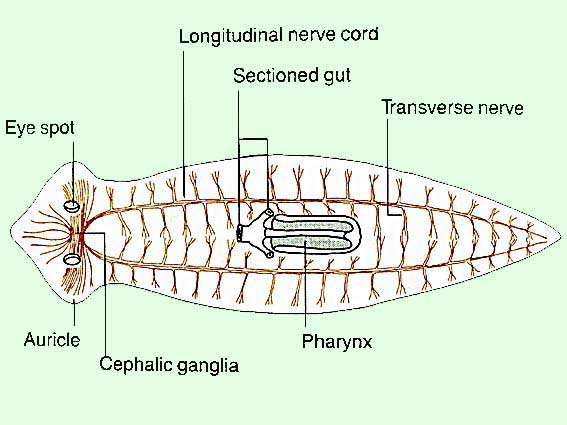 Longitudinal nerve cord
Sectioned gut
Transverse nerve
Eye spot
Auricle
Cephalic ganglia
Pharynx